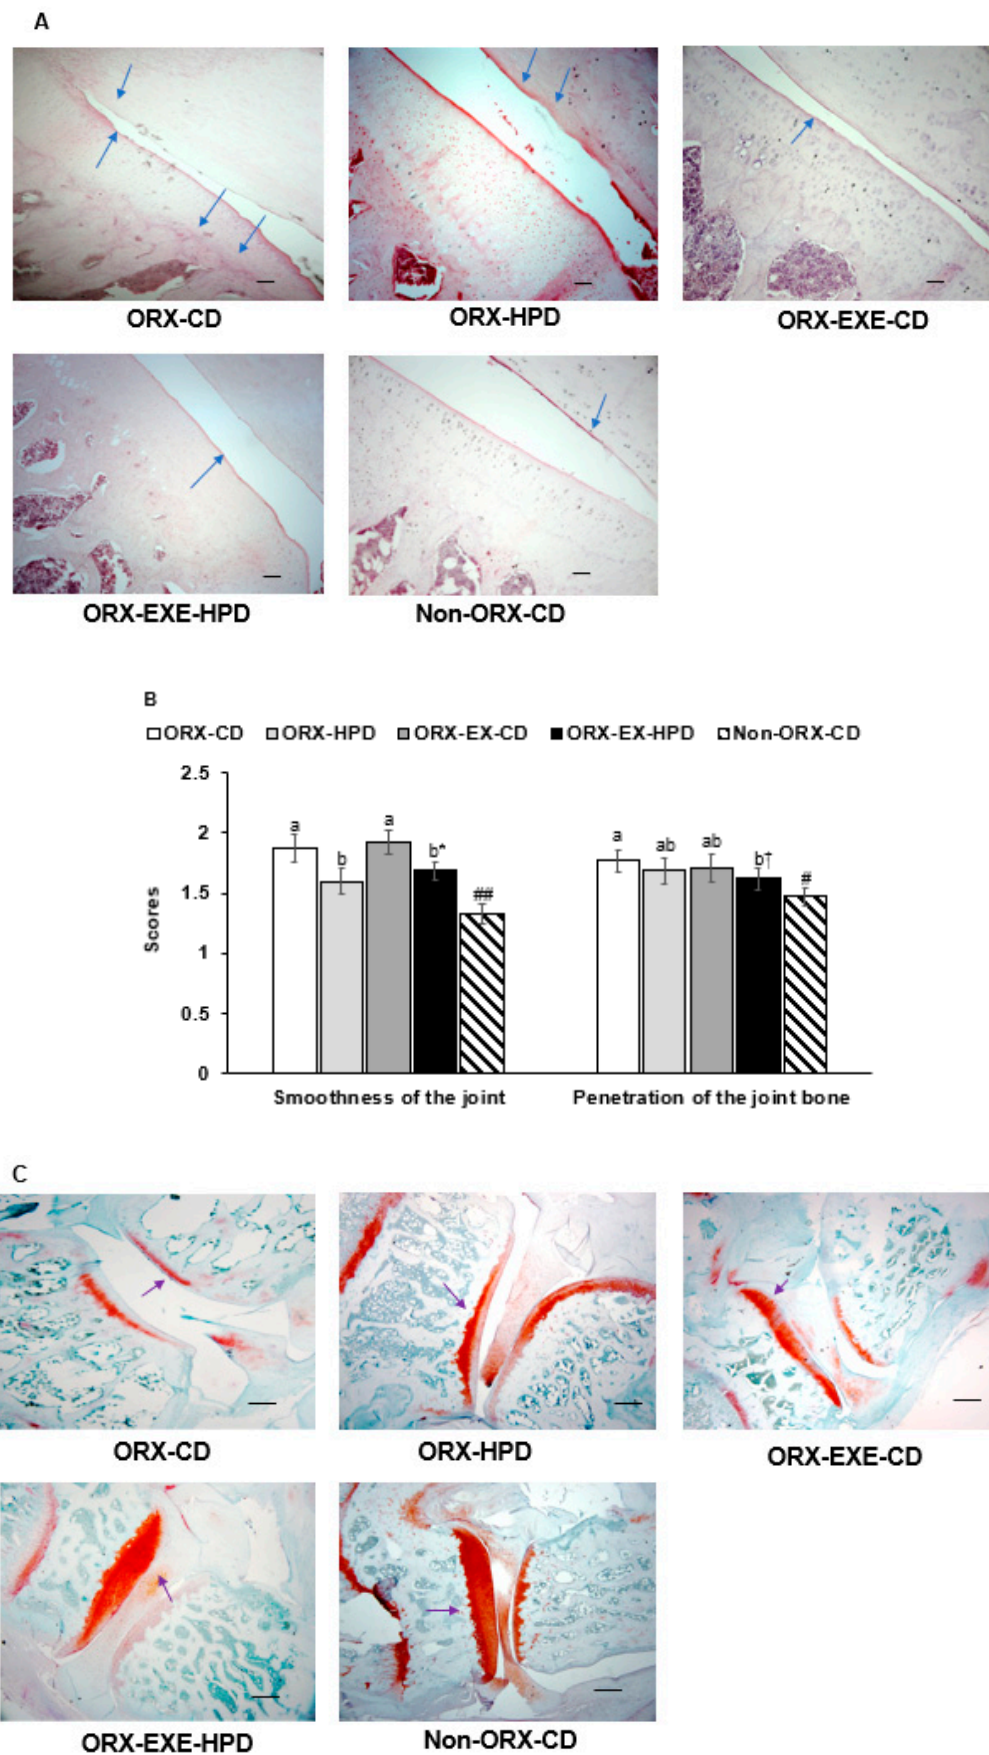 A
ORX-CD
ORX-HPD
ORX-EXE-CD
ORX-EXE-HPD
Non-ORX-CD
B
ORX-CD ORX-HPD ORX-EX-CD ORX-EX-HPD Non-ORX-CD
2.5
2
1.5
1
0.5
0
Scores
a
b
a
b*
##
a
ab
ab
b†
#
Smoothness of the joint
Penetration of the joint bone
C
ORX-CD
ORX-HPD
ORX-EXE-CD
ORX-EXE-HPD
Non-ORX-CD